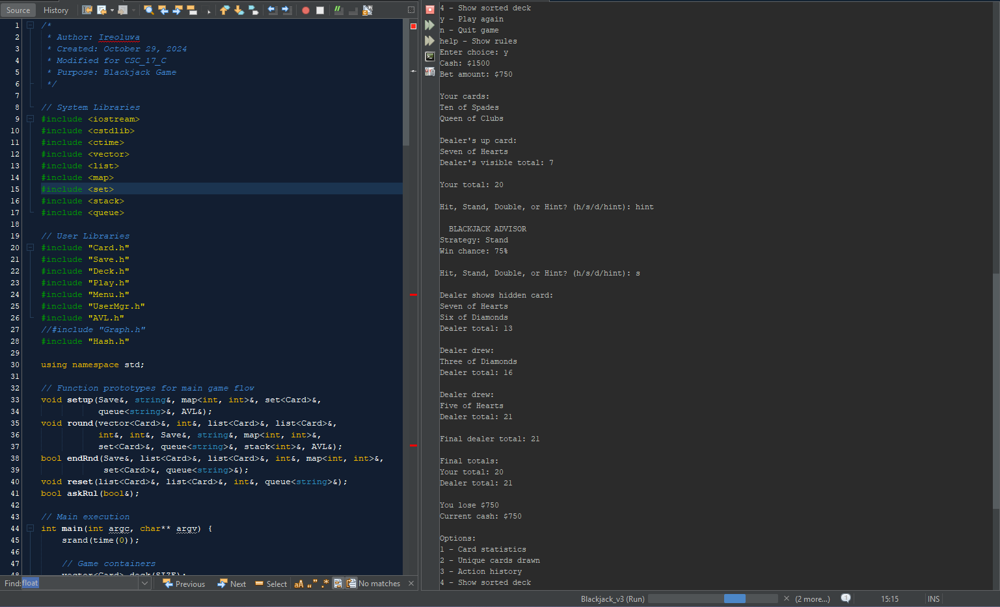 Source History
1 /*
2 * Author: Ireoluwa
3 * Created: October 29, 2024
4 * Modified for CSC_17_C
5 * Purpose: Blackjack Game
6 */
7
8 // System Libraries
9 #include <iostream>
10 #include <cstdlib>
11 #include <ctime>
12 #include <vector>
13 #include <list>
14 #include <map>
15 #include <set>
16 #include <stack>
17 #include <queue>
18
19 // User Libraries
20 #include "Card.h"
21 #include "Save.h"
22 #include "Deck.h"
23 #include "Play.h"
24 #include "Menu.h"
25 #include "UserMgr.h"
26 #include "AVL.h"
27 //#include "Graph.h"
28 #include "Hash.h"
29
30 using namespace std;
31
32 // Function prototypes for main game flow
33 void setup(Save&, string&, map<int, int>&, set<Card>&,
34 queue<string>&, AVL&);
35 void round(vector<Card>&, int&, list<Card>&, list<Card>&,
36 int&, int&, Save&, string&, map<int, int>&,
37 set<Card>&, queue<string>&, stack<int>&, AVL&);
38 bool endRnd(Save&, list<Card>&, list<Card>&, int&, map<int, int>&,
39 set<Card>&, queue<string>&);
40 void reset(list<Card>&, list<Card>&, int&, queue<string>&);
41 bool askRul(bool&);
42
43 // Main execution
44 int main(int argc, char** argv) {
45 srand(time(0));
46
47 // Game containers
48 vector<Card> deck(SIZE);
Find: float Previous Next Select aA No matches
4 - Show sorted deck
y - Play again
n - Quit game
help - Show rules
Enter choice: y
Cash: $1500
Bet amount: $750
Your cards:
Ten of Spades
Queen of Clubs
Dealer's up card:
Seven of Hearts
Dealer's visible total: 7
Your total: 20
Hit, Stand, Double, or Hint? (h/s/d/hint): hint
BLACKJACK ADVISOR
Strategy: Stand
Win chance: 75%
Hit, Stand, Double, or Hint? (h/s/d/hint): s
Dealer shows hidden card:
Seven of Hearts
Six of Diamonds
Dealer total: 13
Dealer drew:
Three of Diamonds
Dealer total: 16
Dealer drew:
Five of Hearts
Dealer total: 21
Final dealer total: 21
Final totals:
Your total: 20
Dealer total: 21
You lose $750
Current cash: $750
Options:
1 - Card statistics
2 - Unique cards drawn
3 - Action history
4 - Show sorted deck
Blackjack_v3 (Run) (2 more...) 1 15:15 INS